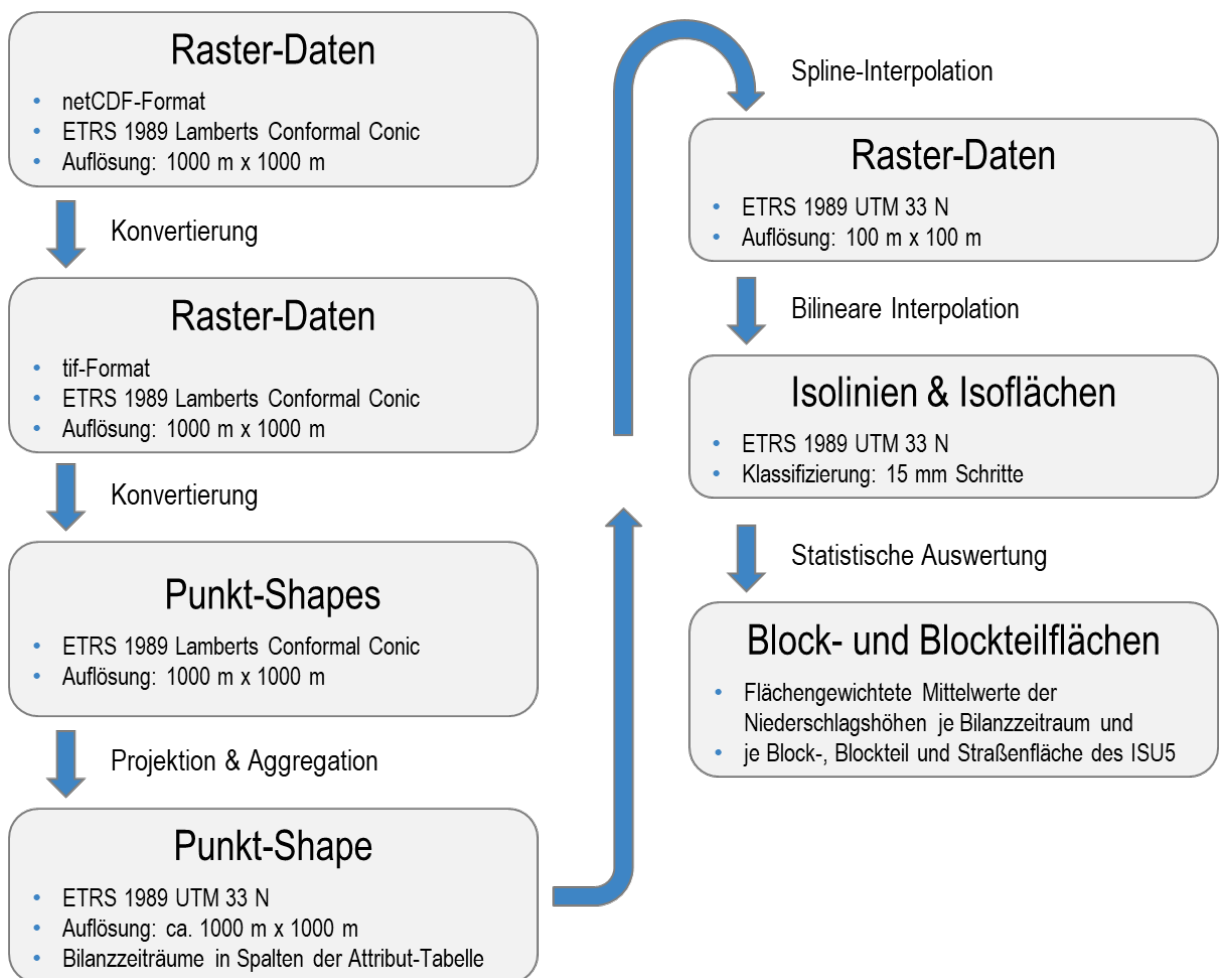 Raster-Daten
• netCDF-Format
• ETRS 1989 Lamberts Conformal Conic
• Auflösung: 1000 m x 1000 m
Konvertierung
Raster-Daten
• tif-Format
• ETRS 1989 Lamberts Conformal Conic
• Auflösung: 1000 m x 1000 m
Konvertierung
Punkt-Shapes
• ETRS 1989 Lamberts Conformal Conic
• Auflösung: 1000 m x 1000 m
Projektion & Aggregation
Punkt-Shape
• ETRS 1989 UTM 33 N
• Auflösung: ca. 1000 m x 1000 m
• Bilanzzeiträume in Spalten der Attribut-Tabelle
Spline-Interpolation
Raster-Daten
• ETRS 1989 UTM 33 N
• Auflösung: 100 m x 100 m
Bilineare Interpolation
Isolinien & Isoflächen
• ETRS 1989 UTM 33 N
• Klassifizierung: 15 mm Schritte
Statistische Auswertung
Block- und Blockteilflächen
• Flächengewichtete Mittelwerte der
Niederschlagshöhen je Bilanzzeitraum und
• je Block-, Blockteil und Straßenfläche des ISU5